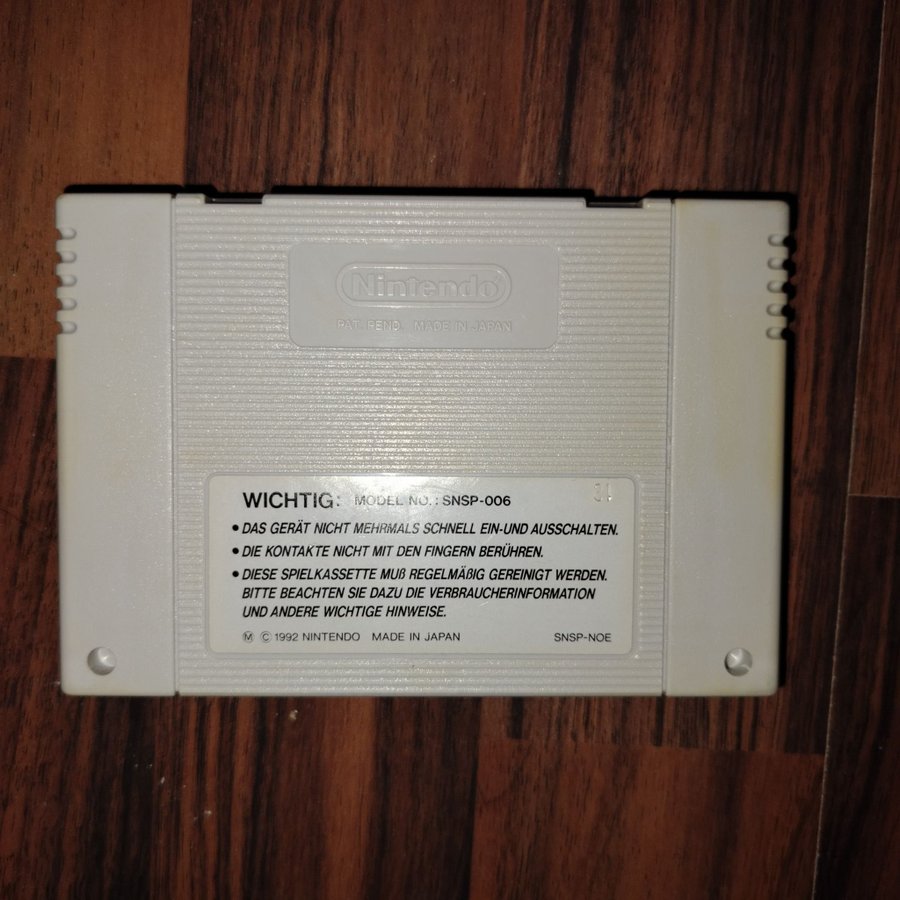 Nintendo
PAT. PEND. MADE IN JAPAN
WICHTIG: MODEL NO.: SNSP-006
• DAS GERÄT NICHT MEHRMALS SCHNELL EIN-UND AUSSCHALTEN.
• DIE KONTAKTE NICHT MIT DEN FINGERN BERÜHREN.
• DIESE SPIELKASSETTE MUß REGELMÄßIG GEREINIGT WERDEN.
BITTE BEACHTEN SIE DAZU DIE VERBRAUCHERINFORMATION
UND ANDERE WICHTIGE HINWEISE.
Ⓜ © 1992 NINTENDO MADE IN JAPAN SNSP-NOE